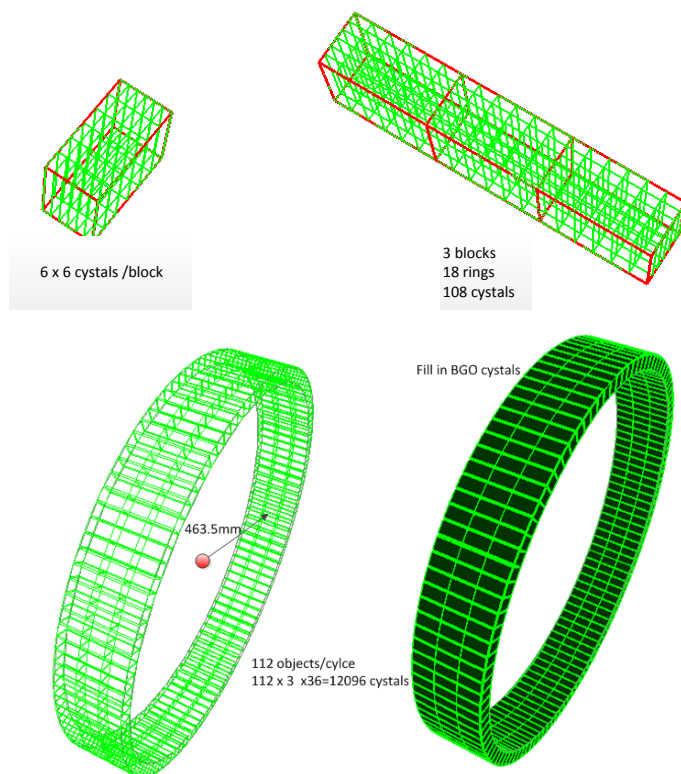 6 x 6 cystals /block
3 blocks
18 rings
108 cystals
Fill in BGO cystals
463.5mm
112 objects/cylce
112 x 3  x36=12096 cystals